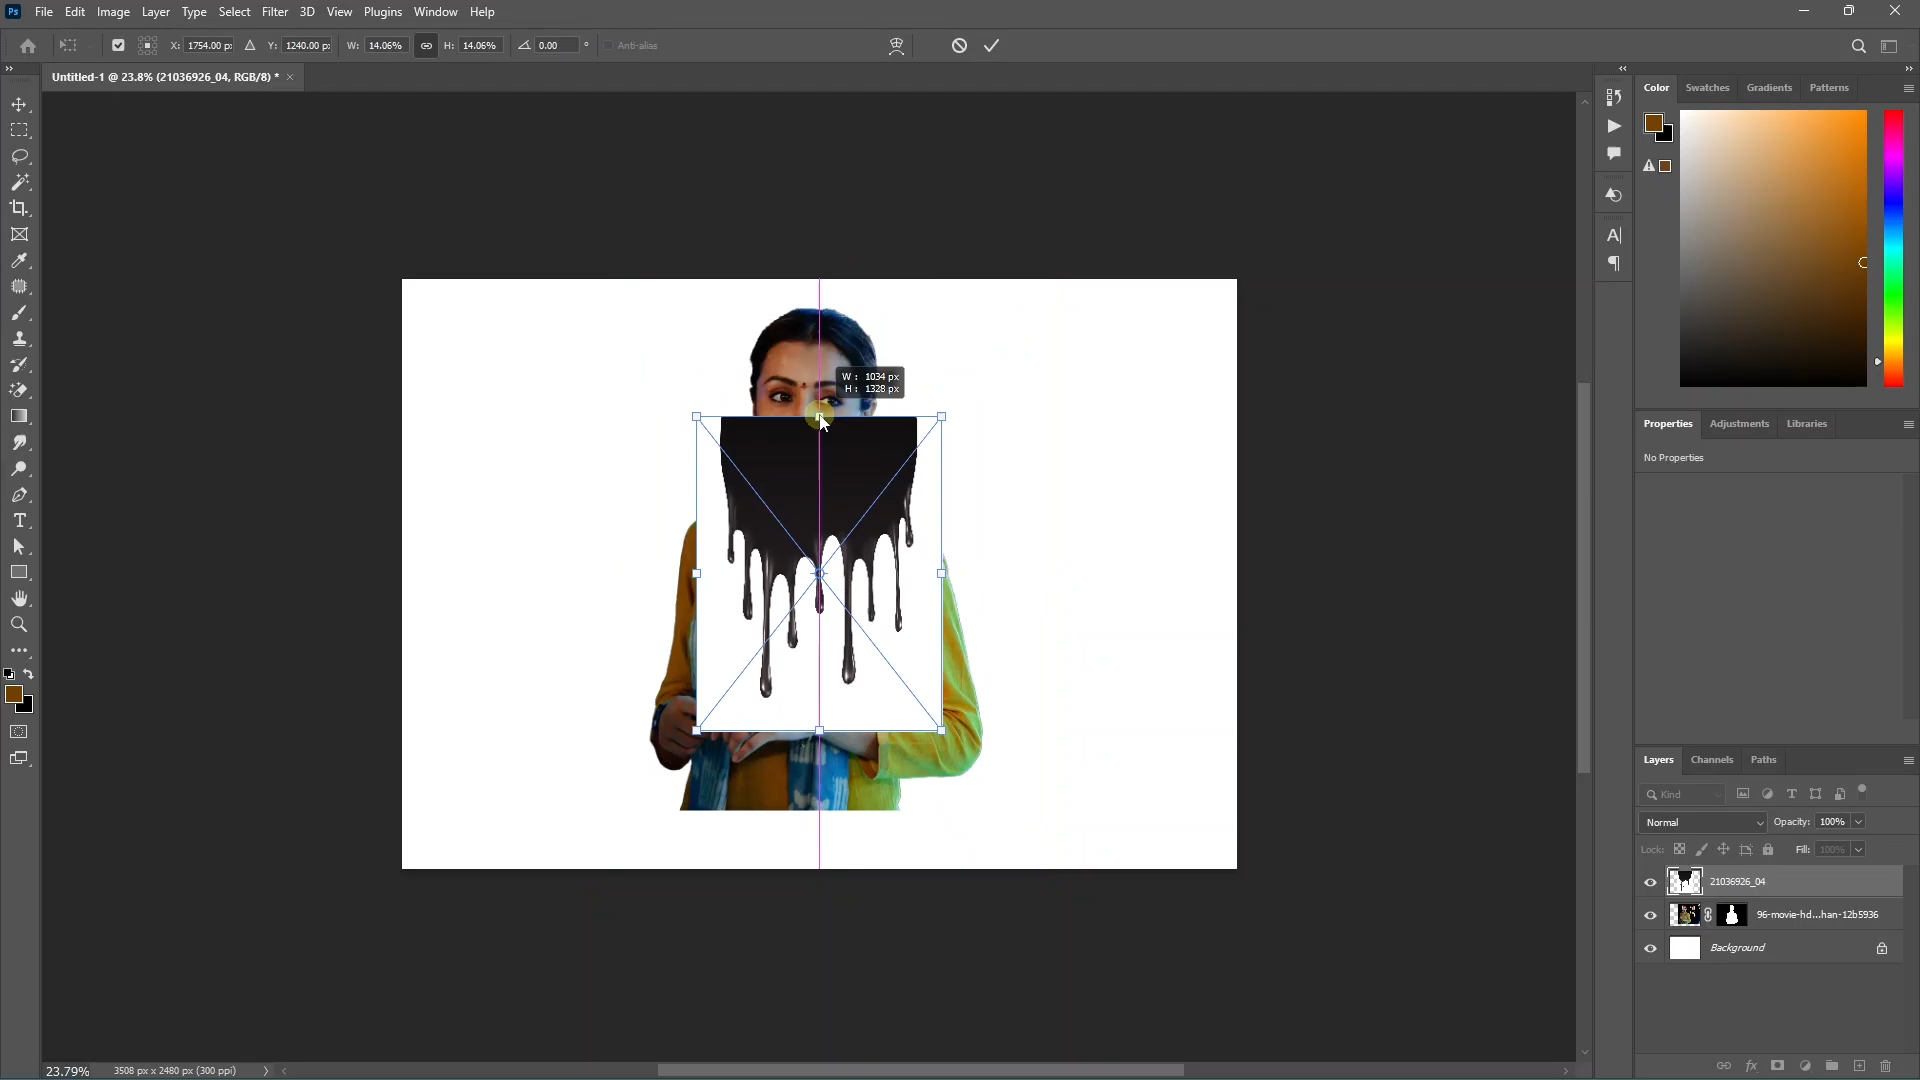 Ps File Edit Image Layer Type Select Filter 3D View Plugins Window Help
X: 1754.00 p: Y: 1240.00 p: W: 14.06% H: 14.06% 0.00 ° Anti-alias
Untitled-1 @ 23.8% (21036926_04, RGB/8) * ×
Color Swatches Gradients Patterns
W : 1034 px
H : 1328 px
Properties Adjustments Libraries
No Properties
Layers Channels Paths
Kind
Normal Opacity: 100%
Lock: Fill: 100%
21036926_04
96-movie-hd...han-12b5936
Background
23.79% 3508 px x 2480 px (300 ppi)